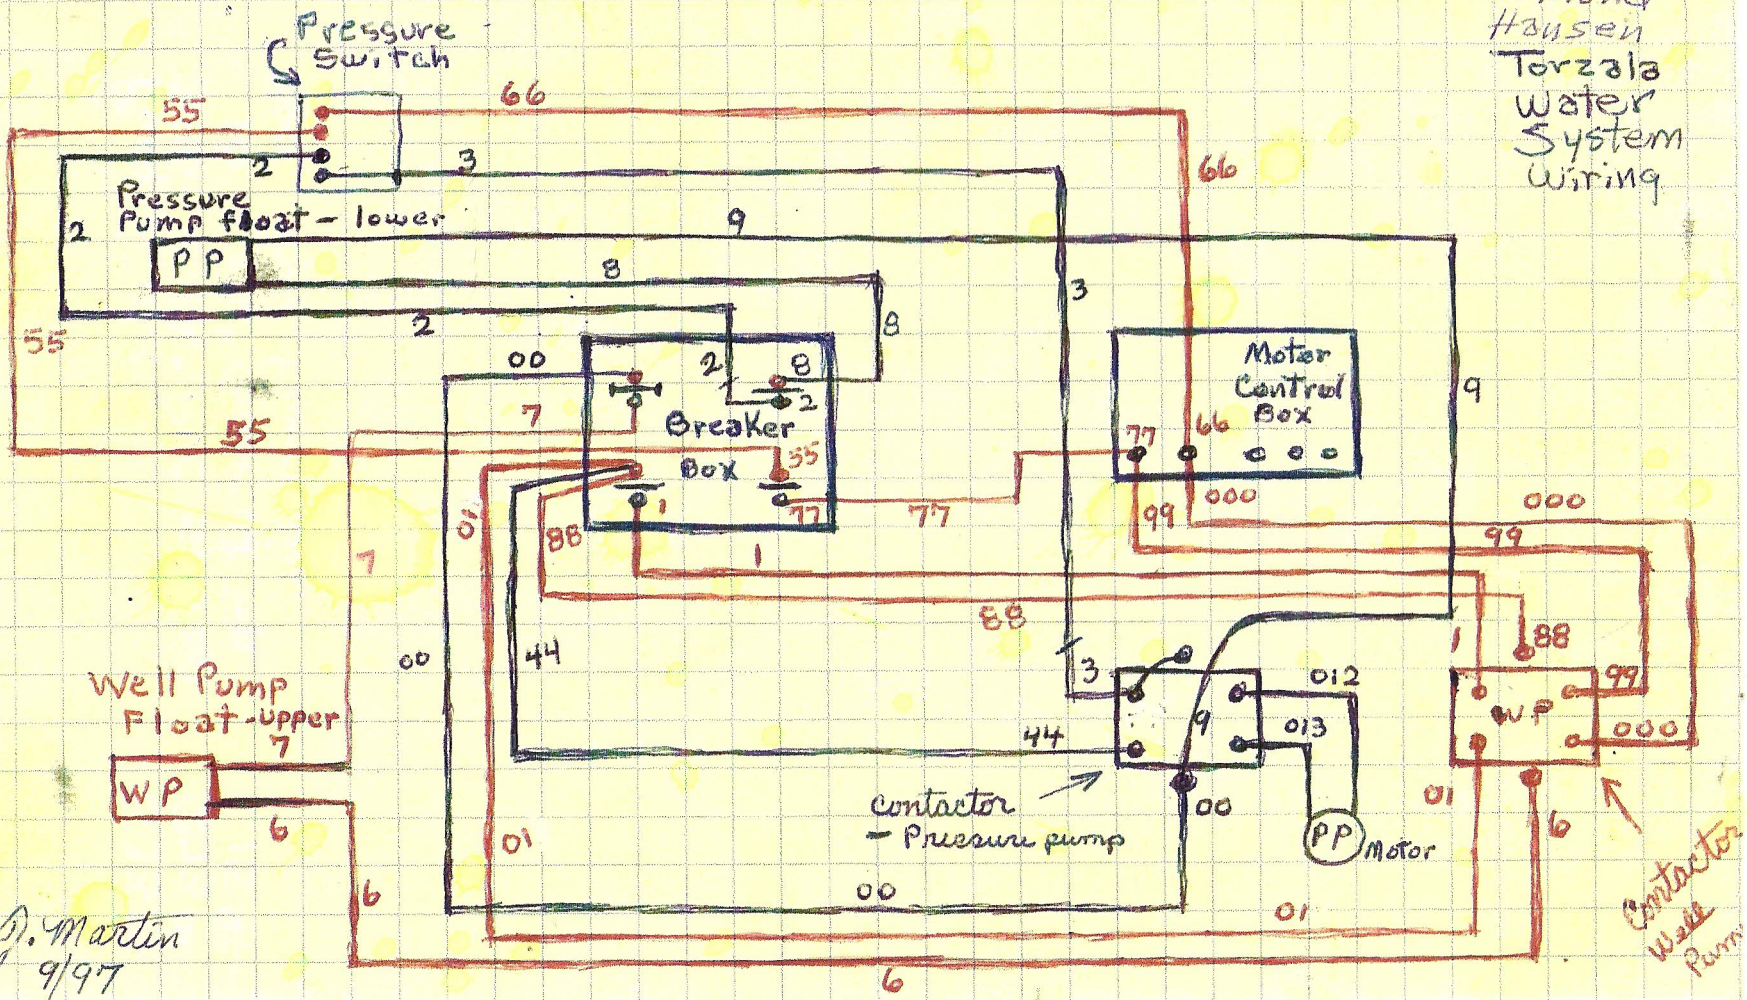 Hansen
Torzala
Water
System
Wiring
Pressure
Switch
55
66
2
3
66
Pressure
Pump float - lower
2
9
PP
8
3
2
8
55
00
2
8
Motor
Control
Box
9
2
7
Breaker
55
77
66
Box
55
01
88
1
77
77
99
000
000
99
7
1
88
1
88
00
44
3
012
99
Well Pump
Float-upper
7
9
013
WP
000
44
WP
6
Contactor
- Pressure pump
00
01
6
PP
Motor
01
Contactor
Well
Pump
6
00
01
J. Martin
9/97
6